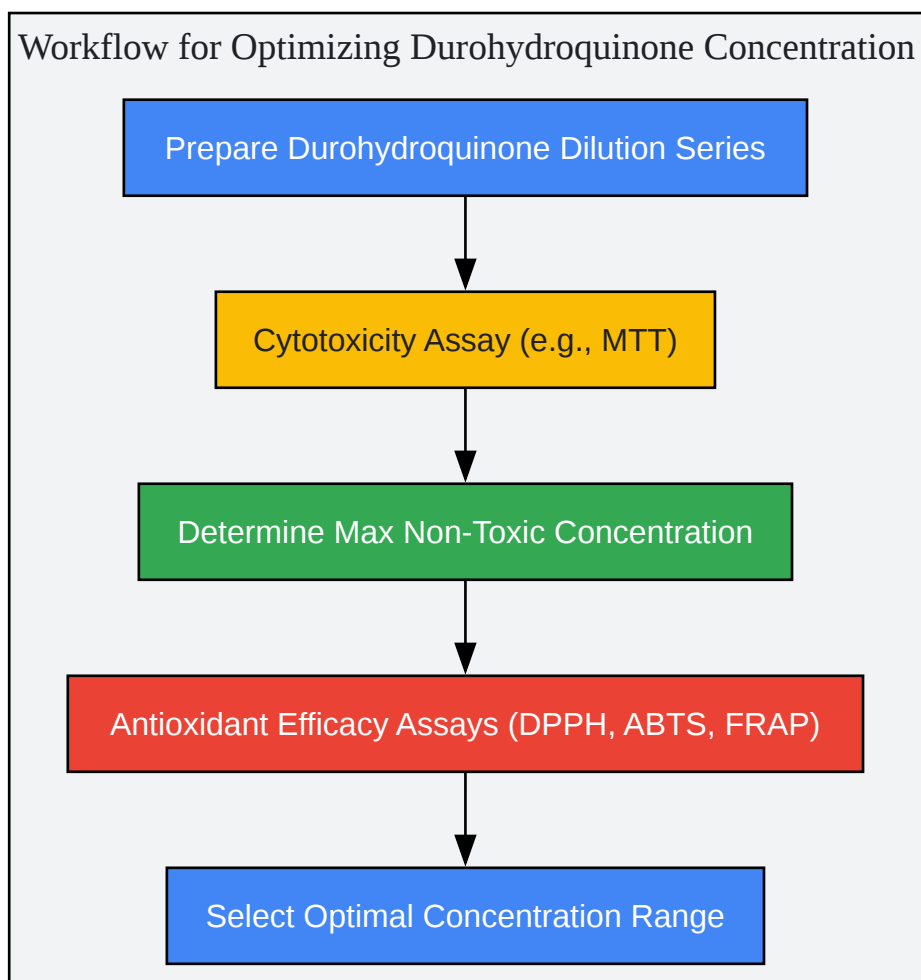 Workflow for Optimizing Durohydroquinone Concentration
Prepare Durohydroquinone Dilution Series
Cytotoxicity Assay (e.g., MTT)
Determine Max Non-Toxic Concentration
Antioxidant Efficacy Assays (DPPH, ABTS, FRAP)
Select Optimal Concentration Range